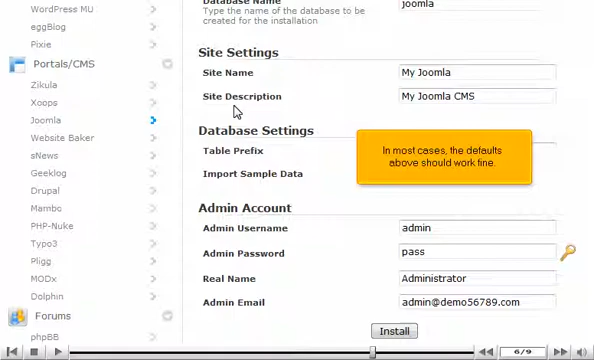 WordPress MU
eggBlog
Pixie
Portals/CMS
Zikula
Xoops
Joomla
Website Baker
sNews
Geeklog
Drupal
Mambo
PHP-Nuke
Typo3
Pligg
MODx
Dolphin
Forums
phpBB
Database Name
joomla
Type the name of the database to be
created for the installation
Site Settings
Site Name
My Joomla
Site Description
My Joomla CMS
Database Settings
Table Prefix
Import Sample Data
In most cases, the defaults
above should work fine.
Admin Account
Admin Username
admin
Admin Password
pass
Real Name
Administrator
Admin Email
admin@demo56789.com
Install
6/9